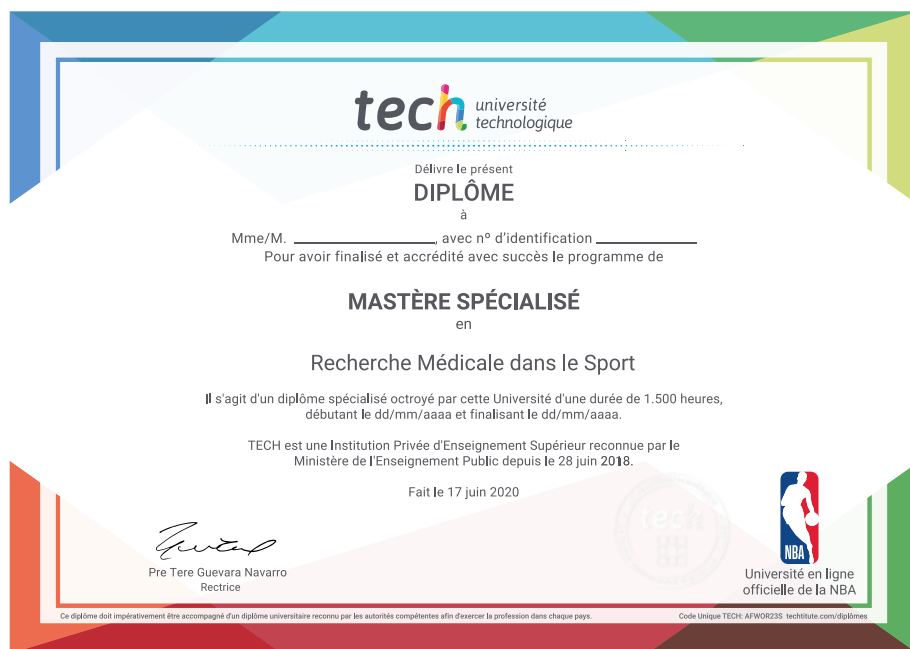 tech université
technologique
Délivre le présent
DIPLÔME
à
Mme/M. ____________________, avec nº d'identification ______________
Pour avoir finalisé et accrédité avec succès le programme de
MASTÈRE SPÉCIALISÉ
en
Recherche Médicale dans le Sport
Il s'agit d'un diplôme spécialisé octroyé par cette Université d'une durée de 1.500 heures,
débutant le dd/mm/aaaa et finalisant le dd/mm/aaaa.
TECH est une Institution Privée d'Enseignement Supérieur reconnue par le
Ministère de l'Enseignement Public depuis le 28 juin 2018.
Fait le 17 juin 2020
tech
NBA
Pre Tere Guevara Navarro
Rectrice
Université en ligne
officielle de la NBA
Ce diplôme doit impérativement être accompagné d'un diplôme universitaire reconnu par les autorités compétentes afin d'exercer la profession dans chaque pays.
Code Unique TECH: AFWOR23S techtitute.com/diplômes